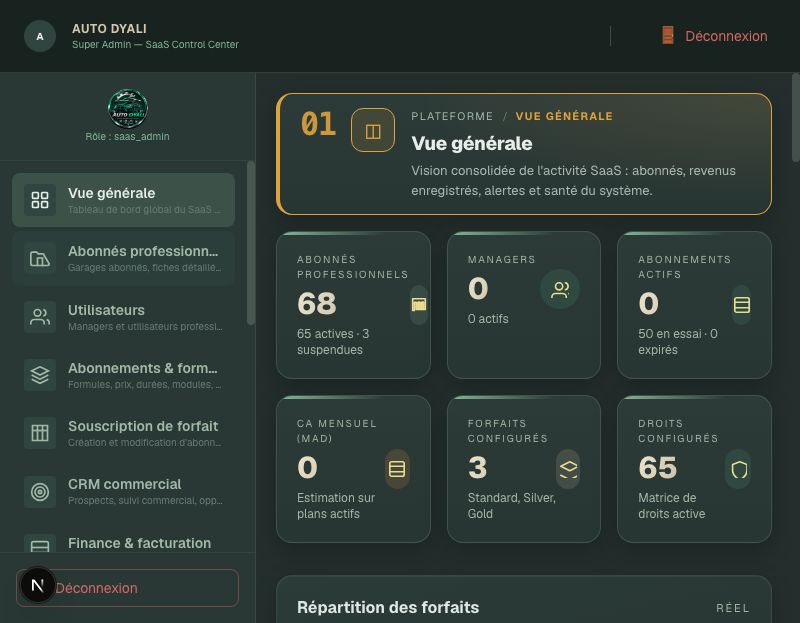 A
AUTO DYALI
Super Admin — SaaS Control Center
Déconnexion
AUTO DYALI
Rôle : saas_admin
Vue générale
Tableau de bord global du SaaS ...
Abonnés professionn...
Garages abonnés, fiches détaillé...
Utilisateurs
Managers et utilisateurs professi...
Abonnements & form...
Formules, prix, durées, modules, ...
Souscription de forfait
Création et modification d'abonn...
CRM commercial
Prospects, suivi commercial, opp...
Finance & facturation
N
Déconnexion
01
PLATEFORME / VUE GÉNÉRALE
Vue générale
Vision consolidée de l'activité SaaS : abonnés, revenus
enregistrés, alertes et santé du système.
ABONNÉS
PROFESSIONNELS
68
65 actives · 3
suspendues
MANAGERS
0
0 actifs
ABONNEMENTS
ACTIFS
0
50 en essai · 0
expirés
CA MENSUEL
(MAD)
0
Estimation sur
plans actifs
FORFAITS
CONFIGURÉS
3
Standard, Silver,
Gold
DROITS
CONFIGURÉS
65
Matrice de
droits active
Répartition des forfaits
RÉEL